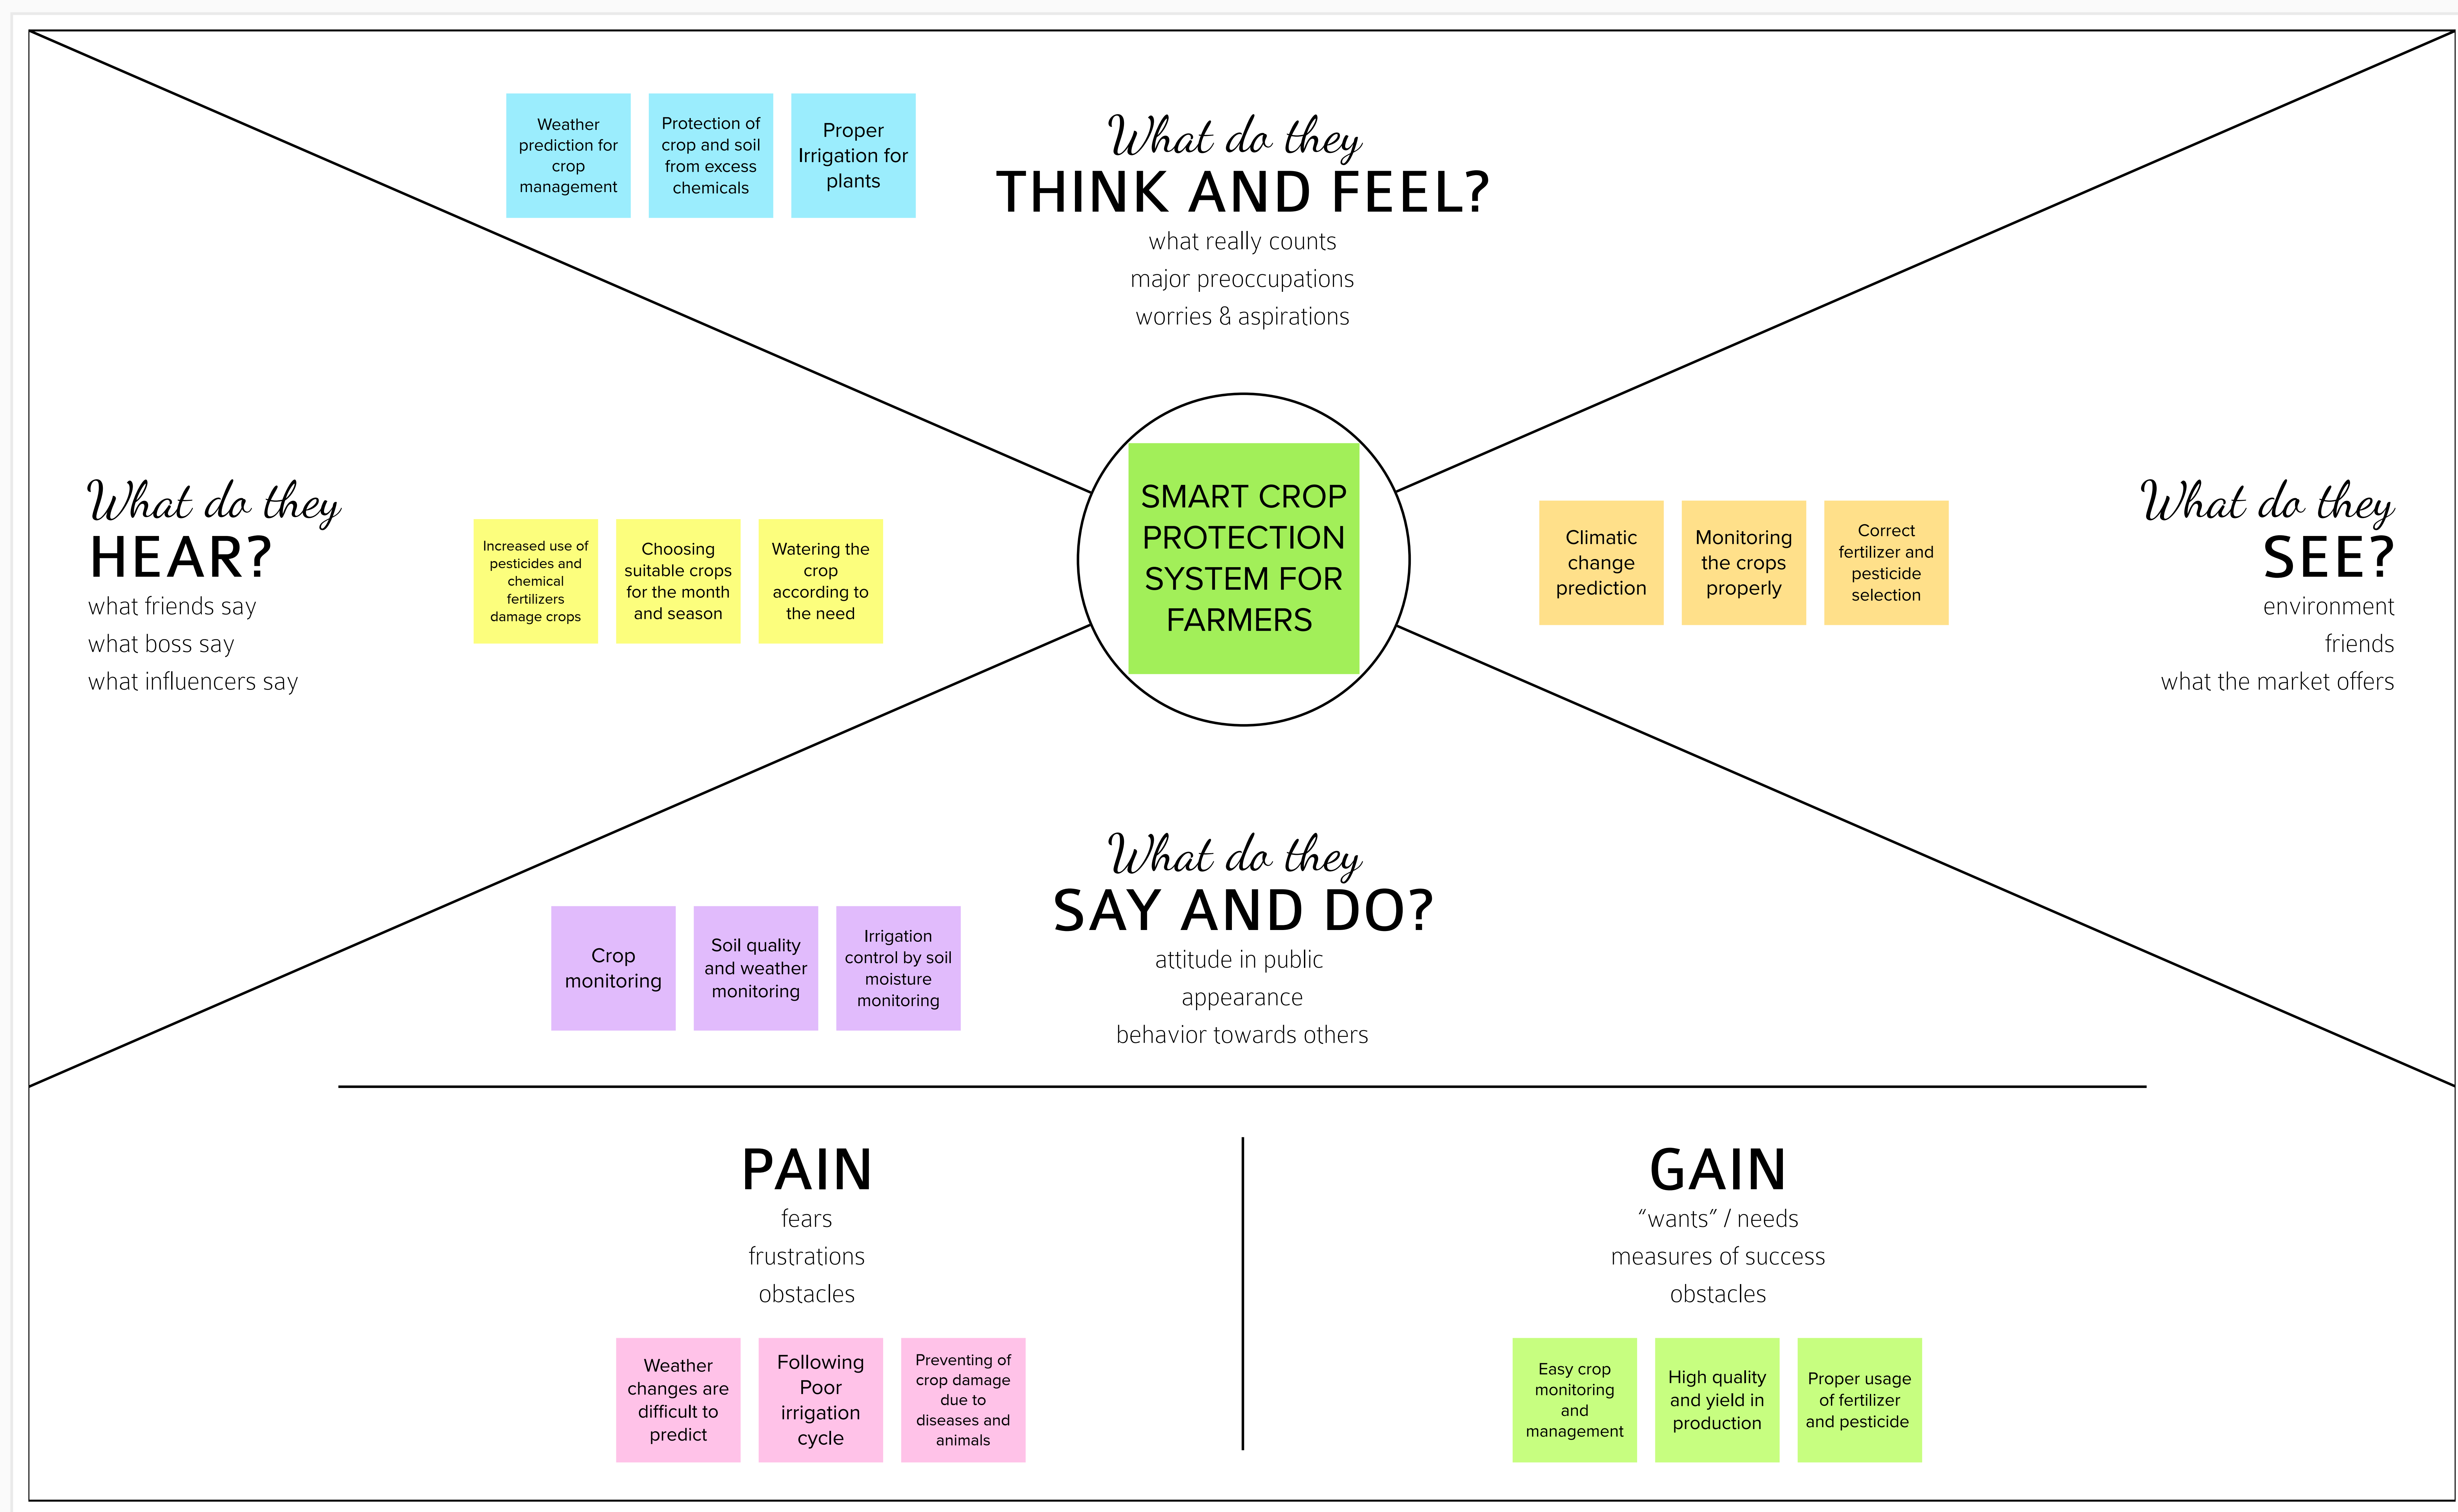 Weather
prediction for
crop
management
Protection of
crop and soil
from excess
chemicals
Proper
Irrigation for
plants
What do they
THINK AND FEEL?
what really counts
major preoccupations
worries & aspirations
What do they
HEAR?
what friends say
what boss say
what influencers say
Increased use of
pesticides and
chemical
fertilizers
damage crops
Choosing
suitable crops
for the month
and season
Watering the
crop
according to
the need
SMART CROP
PROTECTION
SYSTEM FOR
FARMERS
Climatic
change
prediction
Monitoring
the crops
properly
Correct
fertilizer and
pesticide
selection
What do they
SEE?
environment
friends
what the market offers
What do they
SAY AND DO?
attitude in public
appearance
behavior towards others
Crop
monitoring
Soil quality
and weather
monitoring
Irrigation
control by soil
moisture
monitoring
PAIN
fears
frustrations
obstacles
Weather
changes are
difficult to
predict
Following
Poor
irrigation
cycle
Preventing of
crop damage
due to
diseases and
animals
GAIN
“wants” / needs
measures of success
obstacles
Easy crop
monitoring
and
management
High quality
and yield in
production
Proper usage
of fertilizer
and pesticide